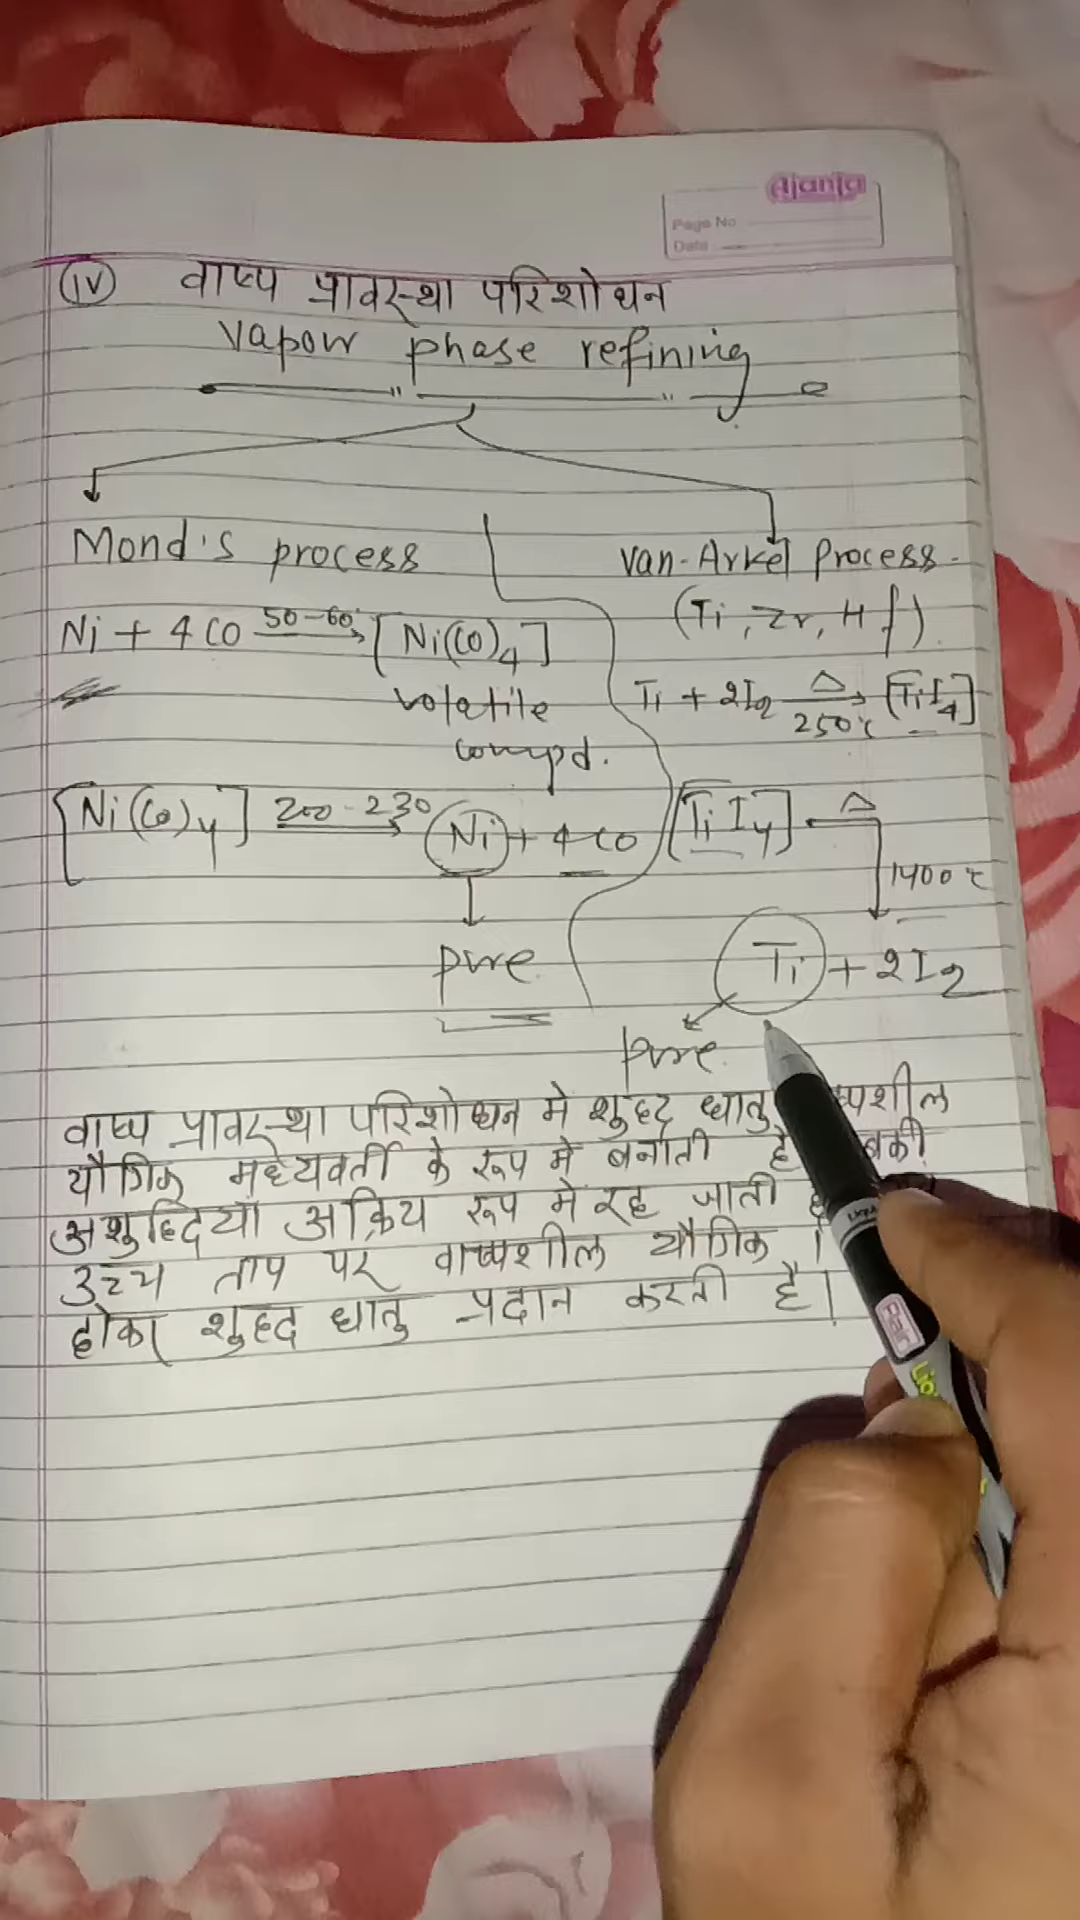 Ajanta
Page No
Date
(iv) वाष्प प्रावस्था परिशोधन
Vapour phase refining
Mond's process
Van-Arkel Process
(Ti, Zr, Hf)
Ni + 4CO 50-60° → [Ni(CO)4]
volatile
compd.
Ti + 2I2 Δ → 250℃ [TiI4]
[Ni(CO)4] 200-230 → Ni + 4CO
pure
[TiI4] Δ → 1400℃
Ti + 2I2
pure
वाष्प प्रावस्था परिशोधन मे शुद्द धातु
यौगिक मध्यवर्ती के रूप मे बनाती है
अशुद्दियाँ अक्रिय रूप मे रह जाती
उच्च ताप पर वाष्पशील यौगिक
होकर शुद्द धातु प्रदान करती है।